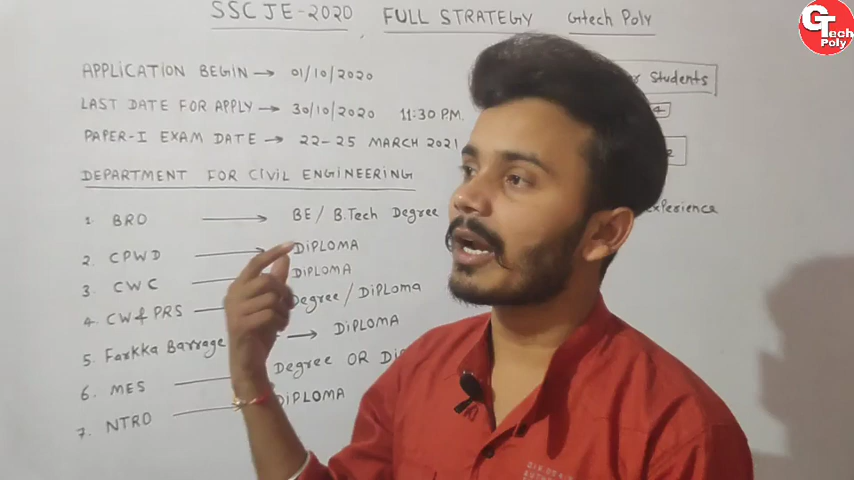 SSC JE-2020 FULL STRATEGY Gtech Poly
GTech
Poly
APPLICATION BEGIN → 01/10/2020
Students
LAST DATE FOR APPLY → 30/10/2020 11:30 PM.
PAPER-I EXAM DATE → 22-25 MARCH 2021
DEPARTMENT FOR CIVIL ENGINEERING
1. BRO → BE/B.Tech Degree
Experience
2. CPWD → DIPLOMA
3. CWC DIPLOMA
4. CW&PRS Degree/DIPLOMA
5. Farkka Barrage → DIPLOMA
6. MES Degree OR
7. NTRO DIPLOMA